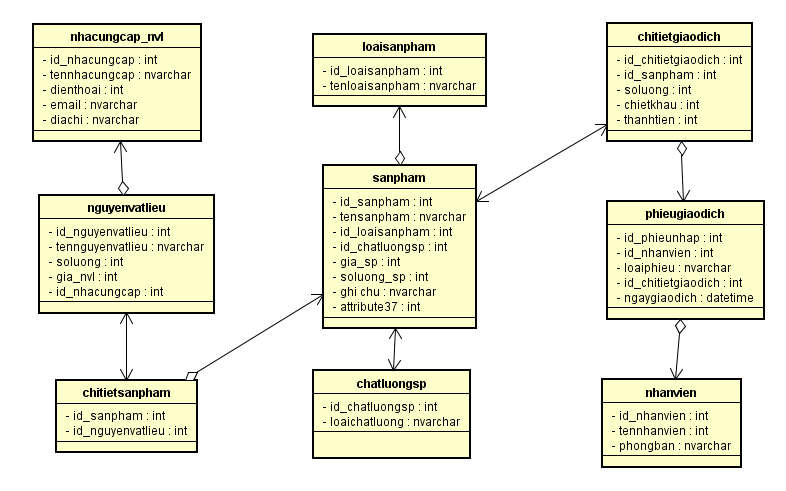 nhacungcap_nvl
- id_nhacungcap : int
- tennhacungcap : nvarchar
- dienthoai : int
- email : nvarchar
- diachi : nvarchar
loaisanpham
- id_loaisanpham : int
- tenloaisanpham : nvarchar
chitietgiaodich
- id_chitietgiaodich : int
- id_sanpham : int
- soluong : int
- chietkhau : int
- thanhtien : int
nguyenvatlieu
- id_nguyenvatlieu : int
- tennguyenvatlieu : nvarchar
- soluong : int
- gia_nvl : int
- id_nhacungcap : int
sanpham
- id_sanpham : int
- tensanpham : nvarchar
- id_loaisanpham : int
- id_chatluongsp : int
- gia_sp : int
- soluong_sp : int
- ghi chu : nvarchar
- attribute37 : int
phieugiaodich
- id_phieunhap : int
- id_nhanvien : int
- loaiphieu : nvarchar
- id_chitietgiaodich : int
- ngaygiaodich : datetime
chitietsanpham
- id_sanpham : int
- id_nguyenvatlieu : int
chatluongsp
- id_chatluongsp : int
- loaichatluong : nvarchar
nhanvien
- id_nhanvien : int
- tennhanvien : int
- phongban : nvarchar